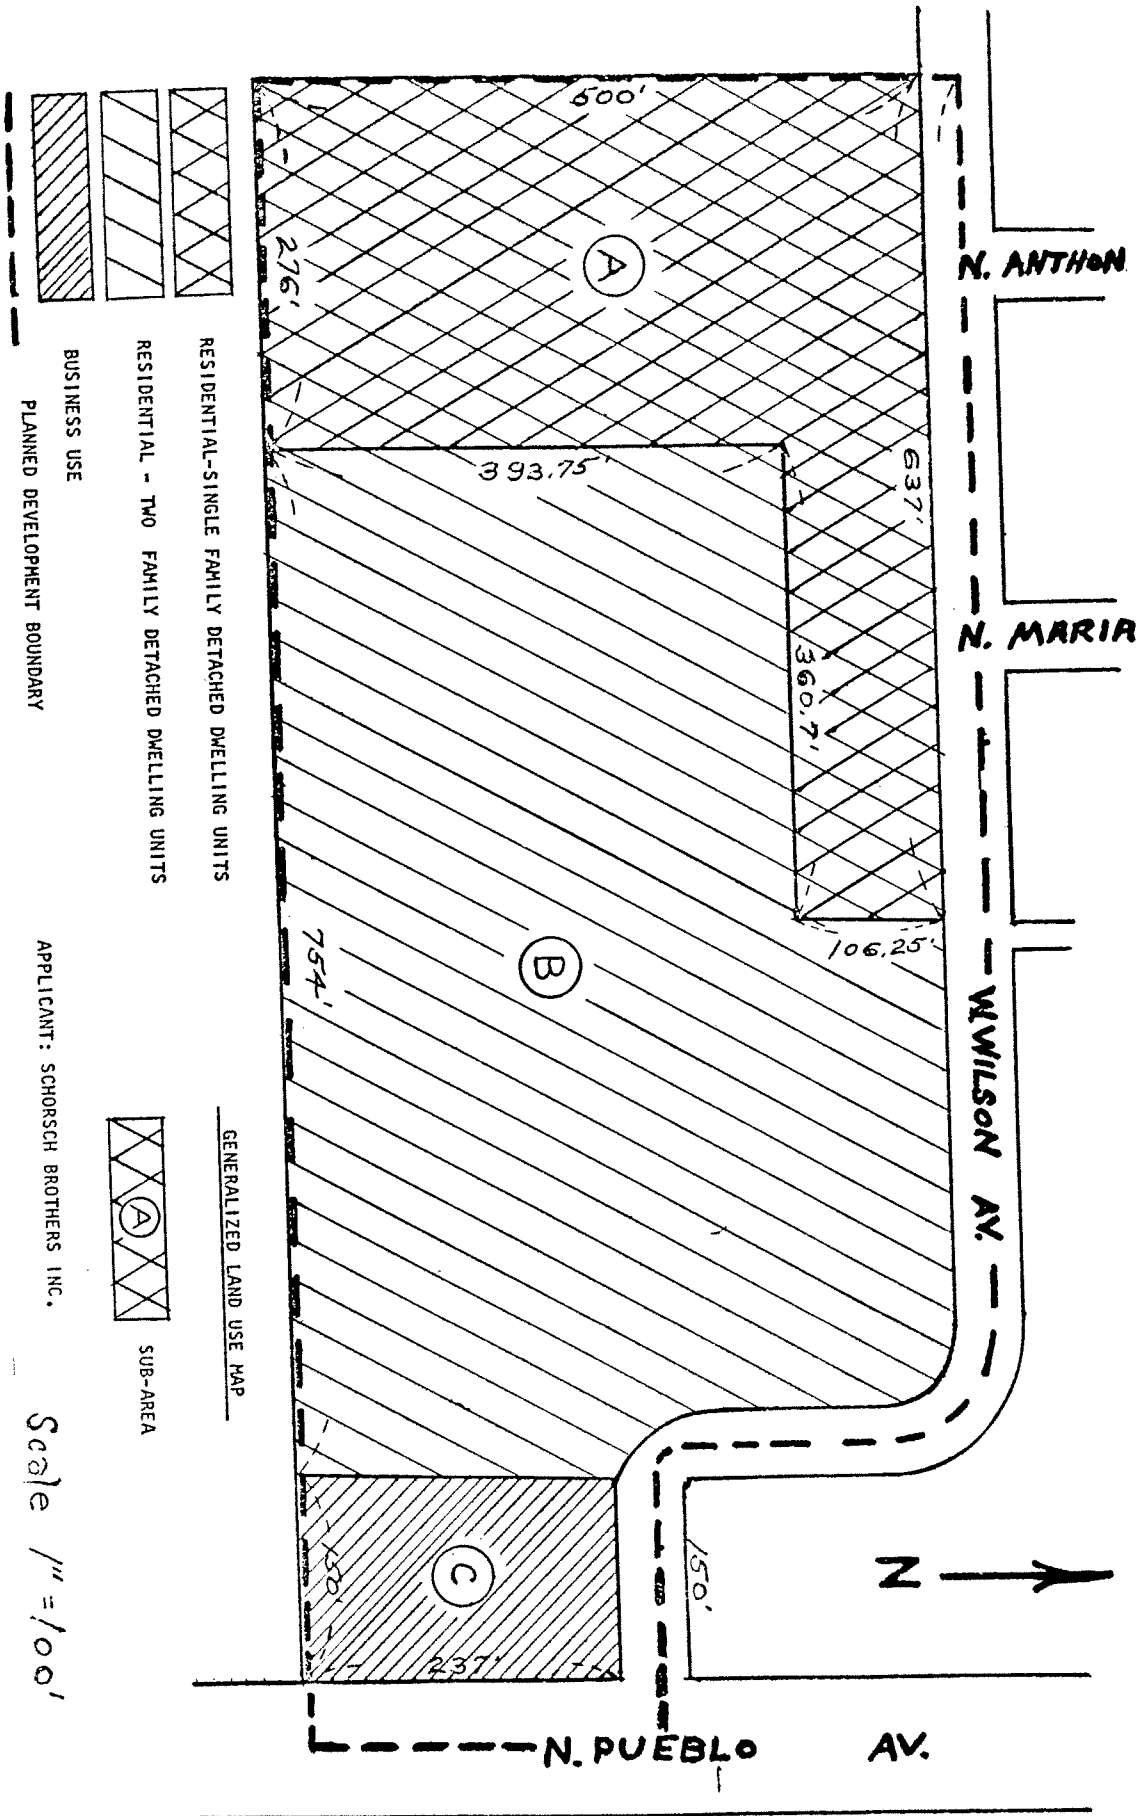 N. ANTHON
N. MARIA
W. WILSON AV.
N. PUEBLO AV.
N
500'
276'
A
637'
393.75'
360.7'
106.25'
B
754'
C
150'
150'
237'
RESIDENTIAL-SINGLE FAMILY DETACHED DWELLING UNITS
RESIDENTIAL - TWO FAMILY DETACHED DWELLING UNITS
BUSINESS USE
PLANNED DEVELOPMENT BOUNDARY
GENERALIZED LAND USE MAP
A
SUB-AREA
APPLICANT: SCHORSCH BROTHERS INC.
Scale 1"=100'